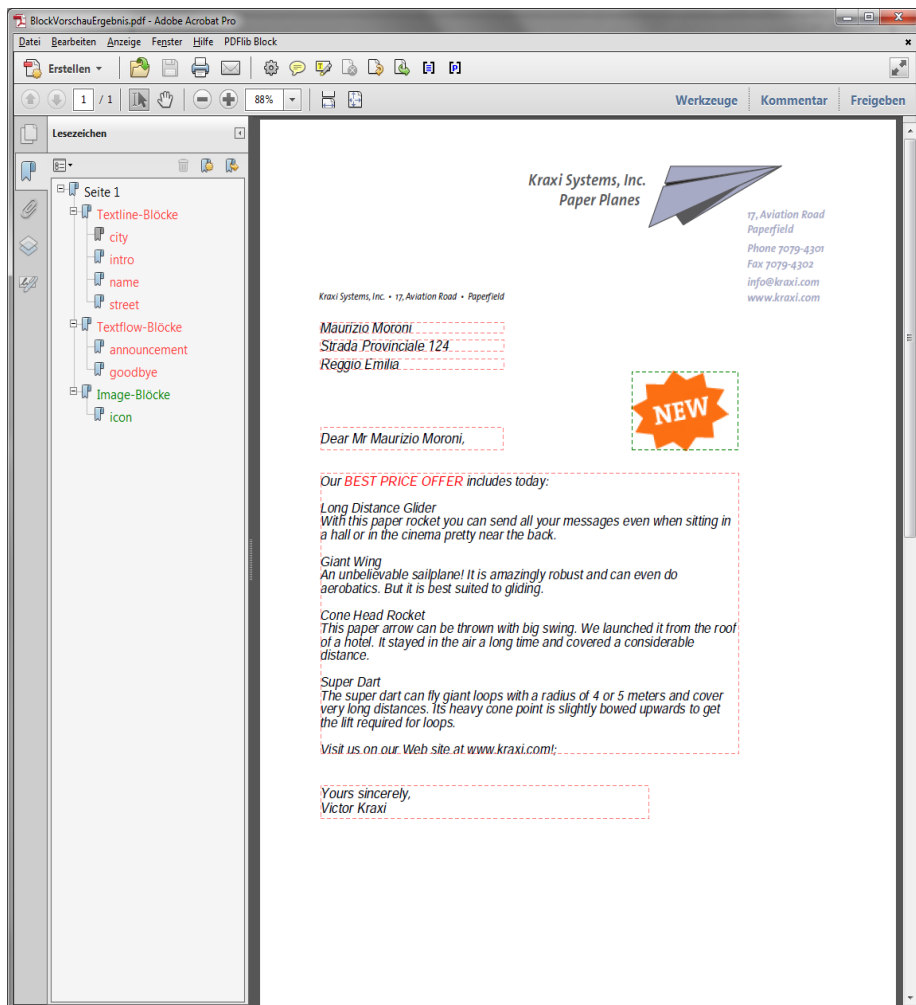 BlockVorschauErgebnis.pdf - Adobe Acrobat Pro
Datei Bearbeiten Anzeige Fenster Hilfe PDFlib Block
Erstellen
1 / 1 88% Werkzeuge Kommentar Freigeben
Lesezeichen
Seite 1
Textline-Blöcke
city
intro
name
street
Textflow-Blöcke
announcement
goodbye
Image-Blöcke
icon
Kraxi Systems, Inc.
Paper Planes
17, Aviation Road
Paperfield
Phone 7079-4301
Fax 7079-4302
info@kraxi.com
www.kraxi.com
Kraxi Systems, Inc. • 17, Aviation Road • Paperfield
Maurizio Moroni
Strada Provinciale 124
Reggio Emilia
NEW
Dear Mr Maurizio Moroni,
Our BEST PRICE OFFER includes today:
Long Distance Glider
With this paper rocket you can send all your messages even when sitting in
a hall or in the cinema pretty near the back.
Giant Wing
An unbelievable sailplane! It is amazingly robust and can even do
aerobatics. But it is best suited to gliding.
Cone Head Rocket
This paper arrow can be thrown with big swing. We launched it from the roof
of a hotel. It stayed in the air a long time and covered a considerable
distance.
Super Dart
The super dart can fly giant loops with a radius of 4 or 5 meters and cover
very long distances. Its heavy cone point is slightly bowed upwards to get
the lift required for loops.
Visit us on our Web site at www.kraxi.com!;
Yours sincerely,
Victor Kraxi